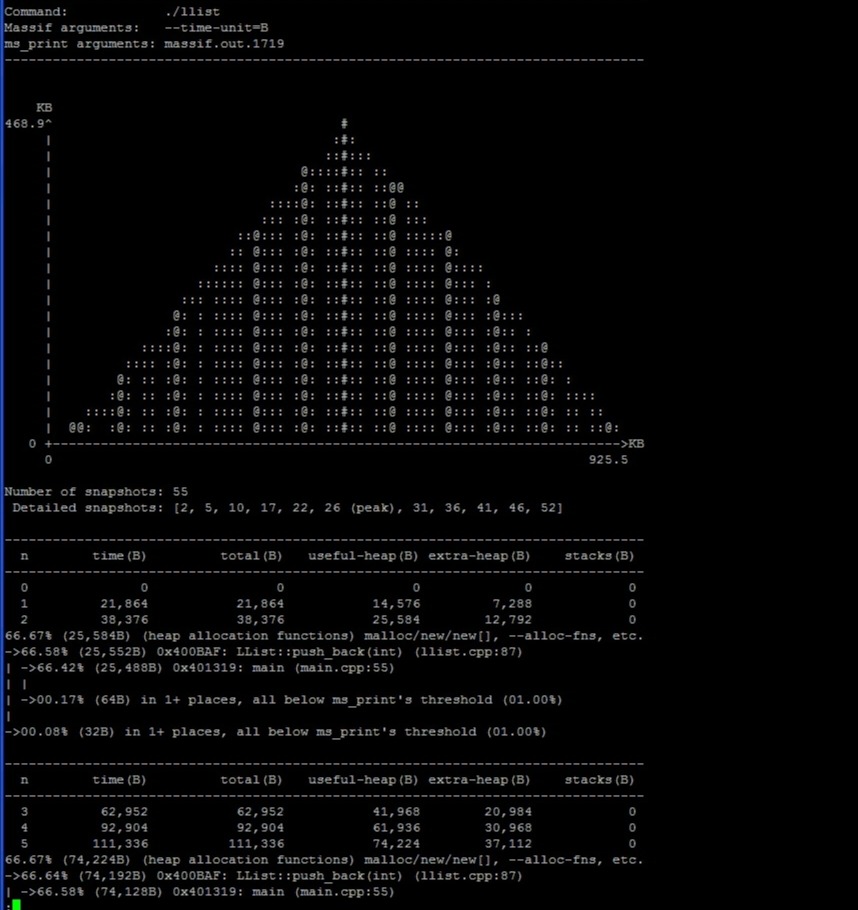 Command:            ./llist
Massif arguments:   --time-unit=B
ms_print arguments: massif.out.1719
--------------------------------------------------------------------------------
    KB
468.9^                                    #
     |                                   :#:
     |                                  ::#:::
     |                               @::::#:: ::
     |                              :@: ::#:: ::@@
     |                           ::::@: ::#:: ::@ ::
     |                          ::: :@: ::#:: ::@ :::
     |                       ::@::: :@: ::#:: ::@ :::::@
     |                      :: @::: :@: ::#:: ::@ :::: @:
     |                    :::: @::: :@: ::#:: ::@ :::: @::::
     |                  :::::: @::: :@: ::#:: ::@ :::: @::: :
     |                ::: :::: @::: :@: ::#:: ::@ :::: @::: :@
     |               @: : :::: @::: :@: ::#:: ::@ :::: @::: :@:::
     |              :@: : :::: @::: :@: ::#:: ::@ :::: @::: :@:: :
     |           ::::@: : :::: @::: :@: ::#:: ::@ :::: @::: :@:: ::@
     |         :::: :@: : :::: @::: :@: ::#:: ::@ :::: @::: :@:: ::@::
     |        @: :: :@: : :::: @::: :@: ::#:: ::@ :::: @::: :@:: ::@: :
     |       :@: :: :@: : :::: @::: :@: ::#:: ::@ :::: @::: :@:: ::@: ::::
     |    ::::@: :: :@: : :::: @::: :@: ::#:: ::@ :::: @::: :@:: ::@: :: ::
     |  @@: :@: :: :@: : :::: @::: :@: ::#:: ::@ :::: @::: :@:: ::@: :: ::@:
   0 +----------------------------------------------------------------------->KB
     0                                                                   925.5
Number of snapshots: 55
 Detailed snapshots: [2, 5, 10, 17, 22, 26 (peak), 31, 36, 41, 46, 52]
--------------------------------------------------------------------------------
  n        time(B)         total(B)   useful-heap(B) extra-heap(B)    stacks(B)
--------------------------------------------------------------------------------
  0              0                0                0             0            0
  1         21,864           21,864           14,576         7,288            0
  2         38,376           38,376           25,584        12,792            0
66.67% (25,584B) (heap allocation functions) malloc/new/new[], --alloc-fns, etc.
->66.58% (25,552B) 0x400BAF: LList::push_back(int) (llist.cpp:87)
| ->66.42% (25,488B) 0x401319: main (main.cpp:55)
| |
| ->00.17% (64B) in 1+ places, all below ms_print's threshold (01.00%)
|
->00.08% (32B) in 1+ places, all below ms_print's threshold (01.00%)
--------------------------------------------------------------------------------
  n        time(B)         total(B)   useful-heap(B) extra-heap(B)    stacks(B)
--------------------------------------------------------------------------------
  3         62,952           62,952           41,968        20,984            0
  4         92,904           92,904           61,936        30,968            0
  5        111,336          111,336           74,224        37,112            0
66.67% (74,224B) (heap allocation functions) malloc/new/new[], --alloc-fns, etc.
->66.64% (74,192B) 0x400BAF: LList::push_back(int) (llist.cpp:87)
| ->66.58% (74,128B) 0x401319: main (main.cpp:55)
: